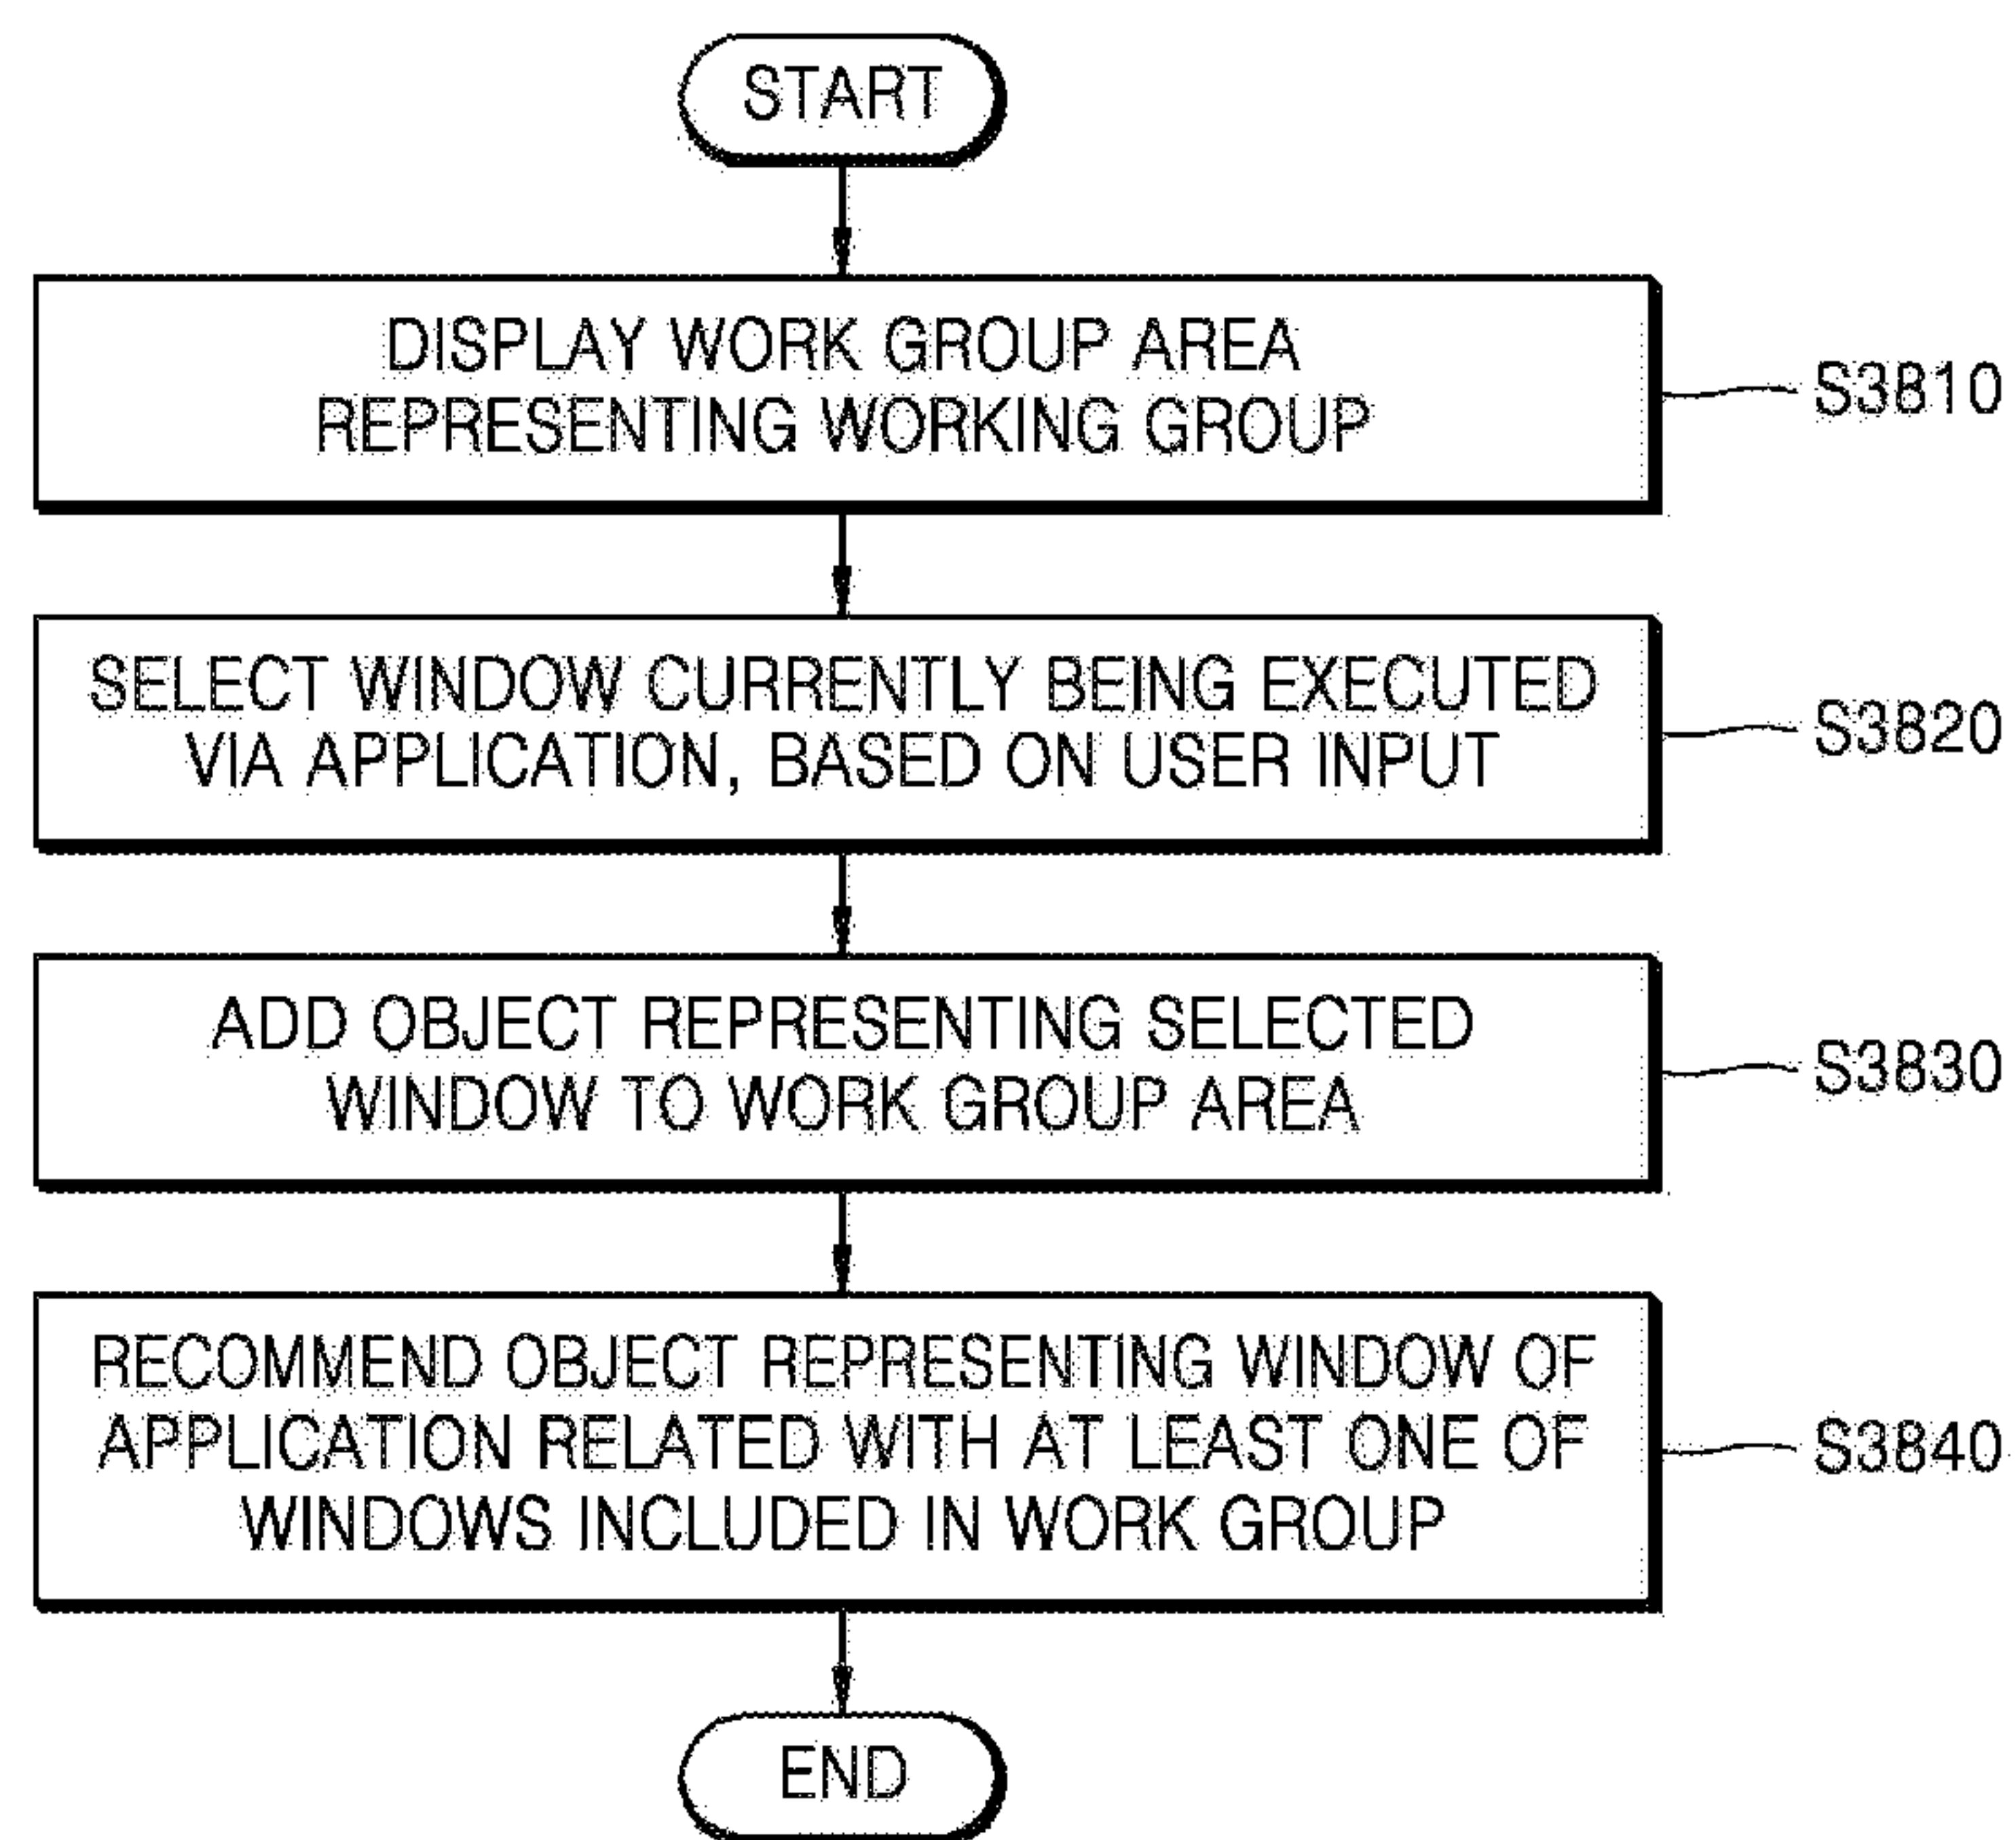 START
DISPLAY WORK GROUP AREA
REPRESENTING WORKING GROUP
S3810
SELECT WINDOW CURRENTLY BEING EXECUTED
VIA APPLICATION, BASED ON USER INPUT
S3820
ADD OBJECT REPRESENTING SELECTED
WINDOW TO WORK GROUP AREA
S3830
RECOMMEND OBJECT REPRESENTING WINDOW OF
APPLICATION RELATED WITH AT LEAST ONE OF
WINDOWS INCLUDED IN WORK GROUP
S3840
END